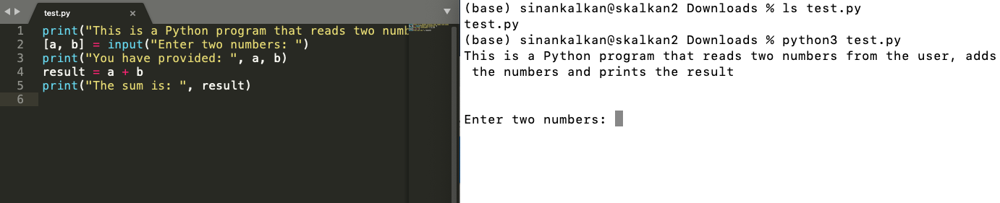 test.py
1 print("This is a Python program that reads two numb
2 [a, b] = input("Enter two numbers: ")
3 print("You have provided: ", a, b)
4 result = a + b
5 print("The sum is: ", result)
6
(base) sinankalkan@skalkan2 Downloads % ls test.py
test.py
(base) sinankalkan@skalkan2 Downloads % python3 test.py
This is a Python program that reads two numbers from the user, adds
the numbers and prints the result
Enter two numbers: